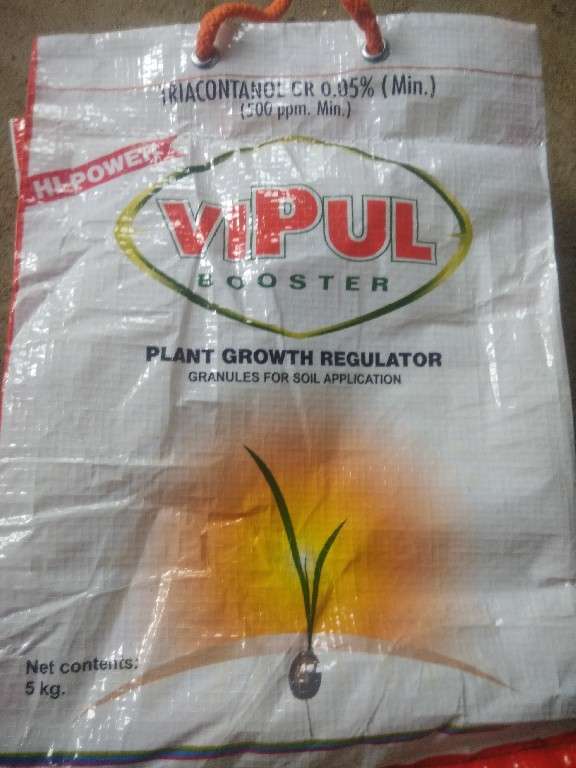 TRIACONTANOL GR 0.05% (Min.)
(500 ppm. Min.)
HI-POWER
VIPUL
BOOSTER
PLANT GROWTH REGULATOR
GRANULES FOR SOIL APPLICATION
Net contents:
5 kg.